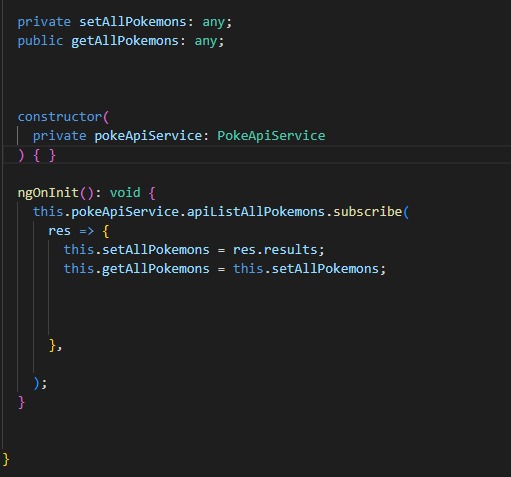 private setAllPokemons: any;
public getAllPokemons: any;
constructor(
private pokeApiService: PokeApiService
) { }
ngOnInit(): void {
this.pokeApiService.apiListAllPokemons.subscribe(
res => {
this.setAllPokemons = res.results;
this.getAllPokemons = this.setAllPokemons;
},
);
}
}